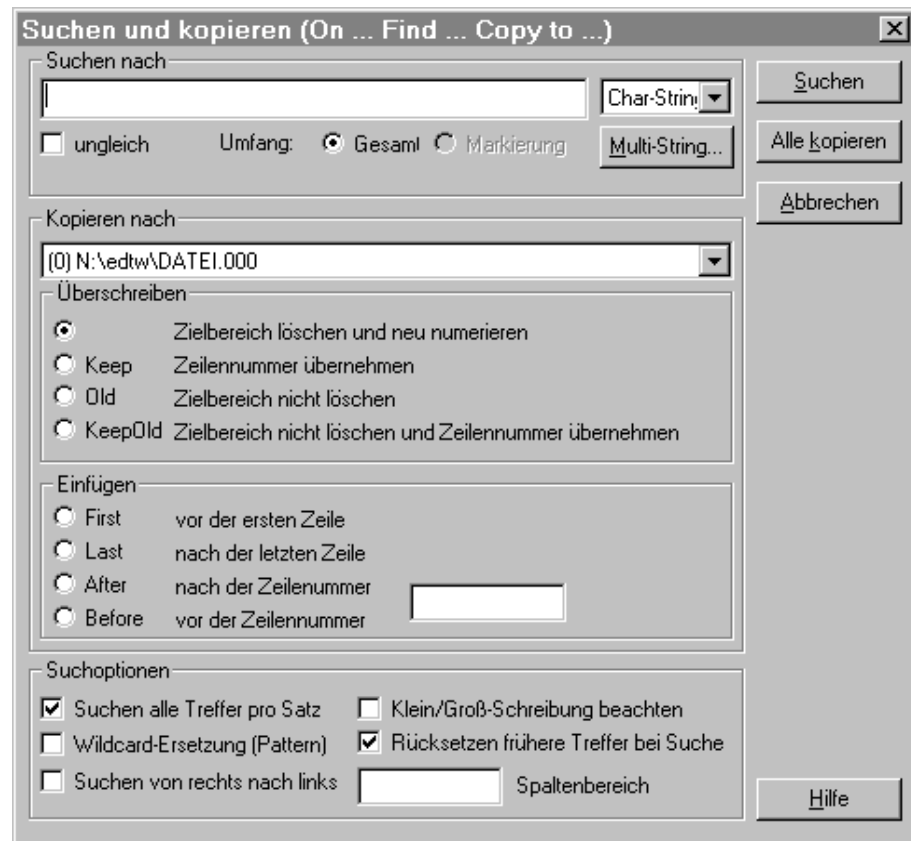 Suchen und kopieren (On ... Find ... Copy to ...)
Suchen nach
Char-String
Suchen
ungleich Umfang: Gesamt Markierung Multi-String...
Alle kopieren
Abbrechen
Kopieren nach
(0) N:\edtw\DATEI.000
Überschreiben
Zielbereich löschen und neu numerieren
Keep Zeilennummer übernehmen
Old Zielbereich nicht löschen
KeepOld Zielbereich nicht löschen und Zeilennummer übernehmen
Einfügen
First vor der ersten Zeile
Last nach der letzten Zeile
After nach der Zeilenummer
Before vor der Zeilennummer
Suchoptionen
Suchen alle Treffer pro Satz Klein/Groß-Schreibung beachten
Wildcard-Ersetzung (Pattern) Rücksetzen frühere Treffer bei Suche
Suchen von rechts nach links Spaltenbereich
Hilfe